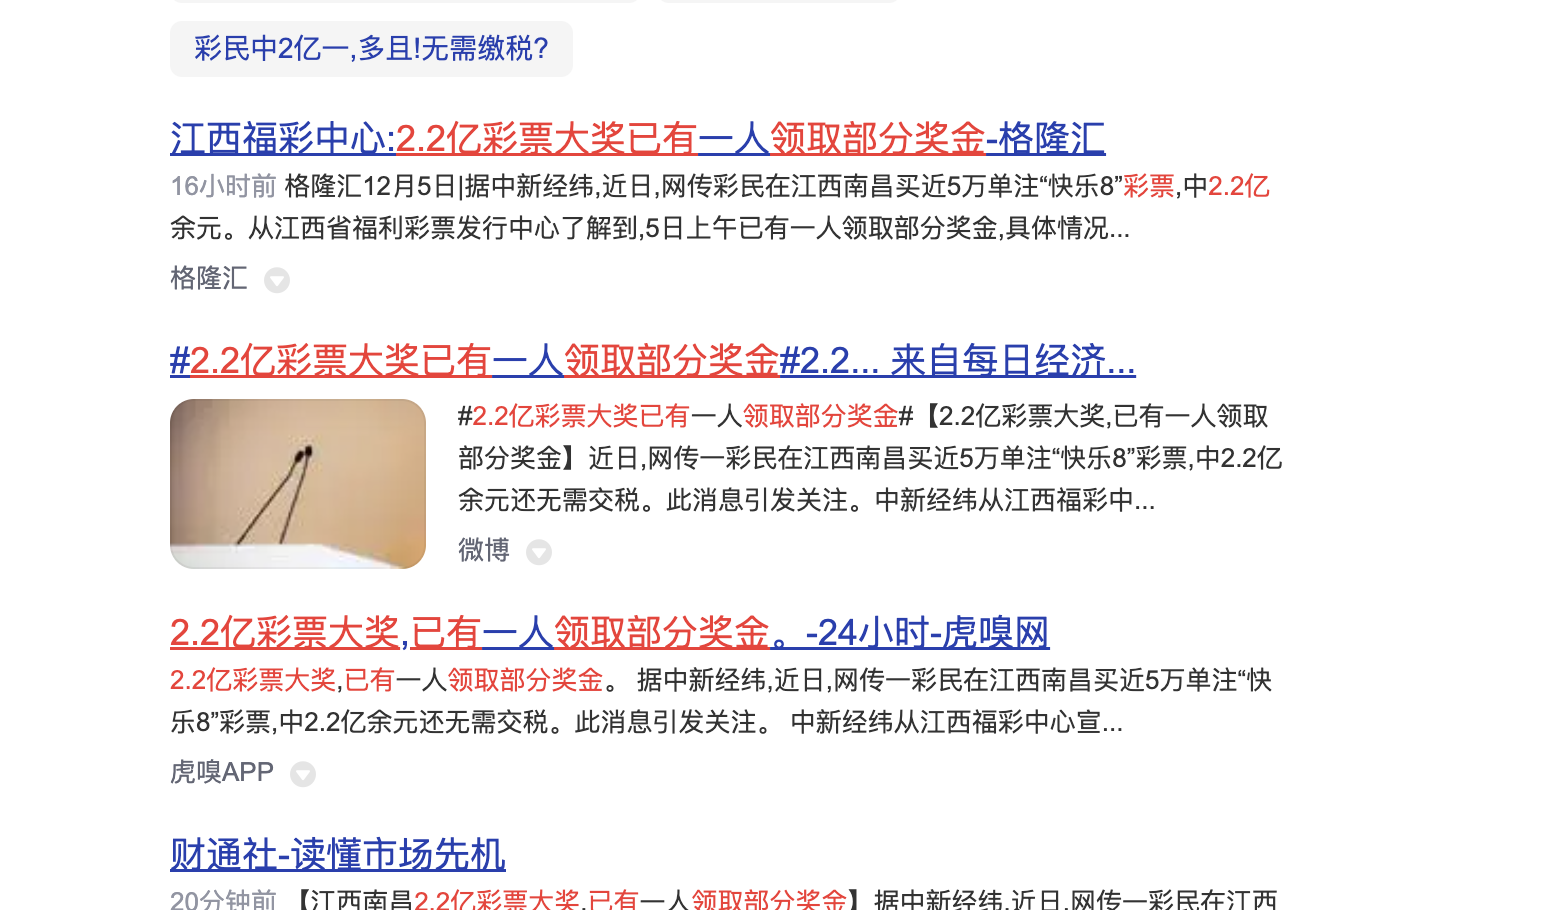 彩民中2亿一,多且!无需缴税?
江西福彩中心:2.2亿彩票大奖已有一人领取部分奖金-格隆汇
16小时前 格隆汇12月5日|据中新经纬,近日,网传彩民在江西南昌买近5万单注“快乐8”彩票,中2.2亿
余元。从江西省福利彩票发行中心了解到,5日上午已有一人领取部分奖金,具体情况...
格隆汇
#2.2亿彩票大奖已有一人领取部分奖金#2.2... 来自每日经济...
#2.2亿彩票大奖已有一人领取部分奖金#【2.2亿彩票大奖,已有一人领取
部分奖金】近日,网传一彩民在江西南昌买近5万单注“快乐8”彩票,中2.2亿
余元还无需交税。此消息引发关注。中新经纬从江西福彩中...
微博
2.2亿彩票大奖,已有一人领取部分奖金。-24小时-虎嗅网
2.2亿彩票大奖,已有一人领取部分奖金。 据中新经纬,近日,网传一彩民在江西南昌买近5万单注“快
乐8”彩票,中2.2亿余元还无需交税。此消息引发关注。 中新经纬从江西福彩中心宣...
虎嗅APP
财通社-读懂市场先机
20分钟前 【江西南昌2.2亿彩票大奖,已有一人领取部分奖金】据中新经纬,近日,网传一彩民在江西